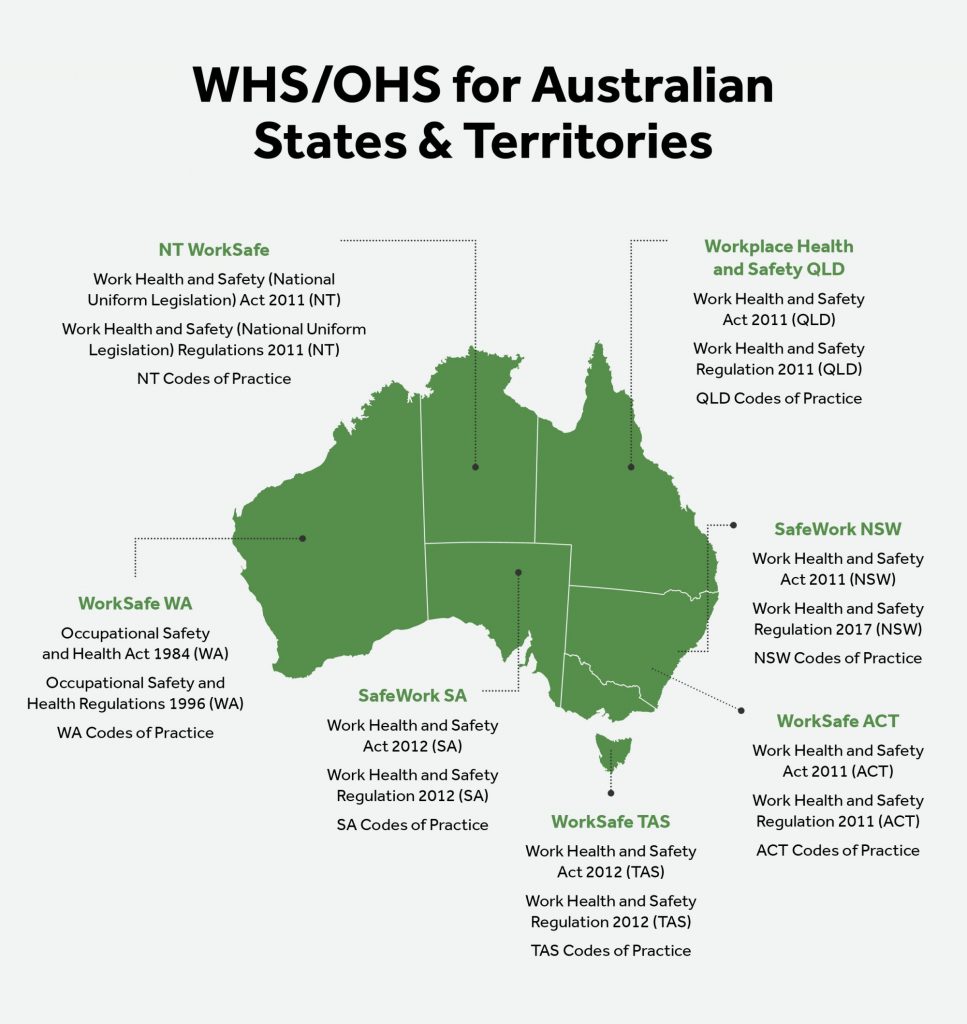 WHS/OHS for Australian
States & Territories
NT WorkSafe
Work Health and Safety (National
Uniform Legislation) Act 2011 (NT)
Work Health and Safety (National Uniform
Legislation) Regulations 2011 (NT)
NT Codes of Practice
Workplace Health
and Safety QLD
Work Health and Safety
Act 2011 (QLD)
Work Health and Safety
Regulation 2011 (QLD)
QLD Codes of Practice
SafeWork NSW
Work Health and Safety
Act 2011 (NSW)
Work Health and Safety
Regulation 2017 (NSW)
NSW Codes of Practice
WorkSafe WA
Occupational Safety
and Health Act 1984 (WA)
Occupational Safety and
Health Regulations 1996 (WA)
WA Codes of Practice
SafeWork SA
Work Health and Safety
Act 2012 (SA)
Work Health and Safety
Regulation 2012 (SA)
SA Codes of Practice
WorkSafe ACT
Work Health and Safety
Act 2011 (ACT)
Work Health and Safety
Regulation 2011 (ACT)
ACT Codes of Practice
WorkSafe TAS
Work Health and Safety
Act 2012 (TAS)
Work Health and Safety
Regulation 2012 (TAS)
TAS Codes of Practice